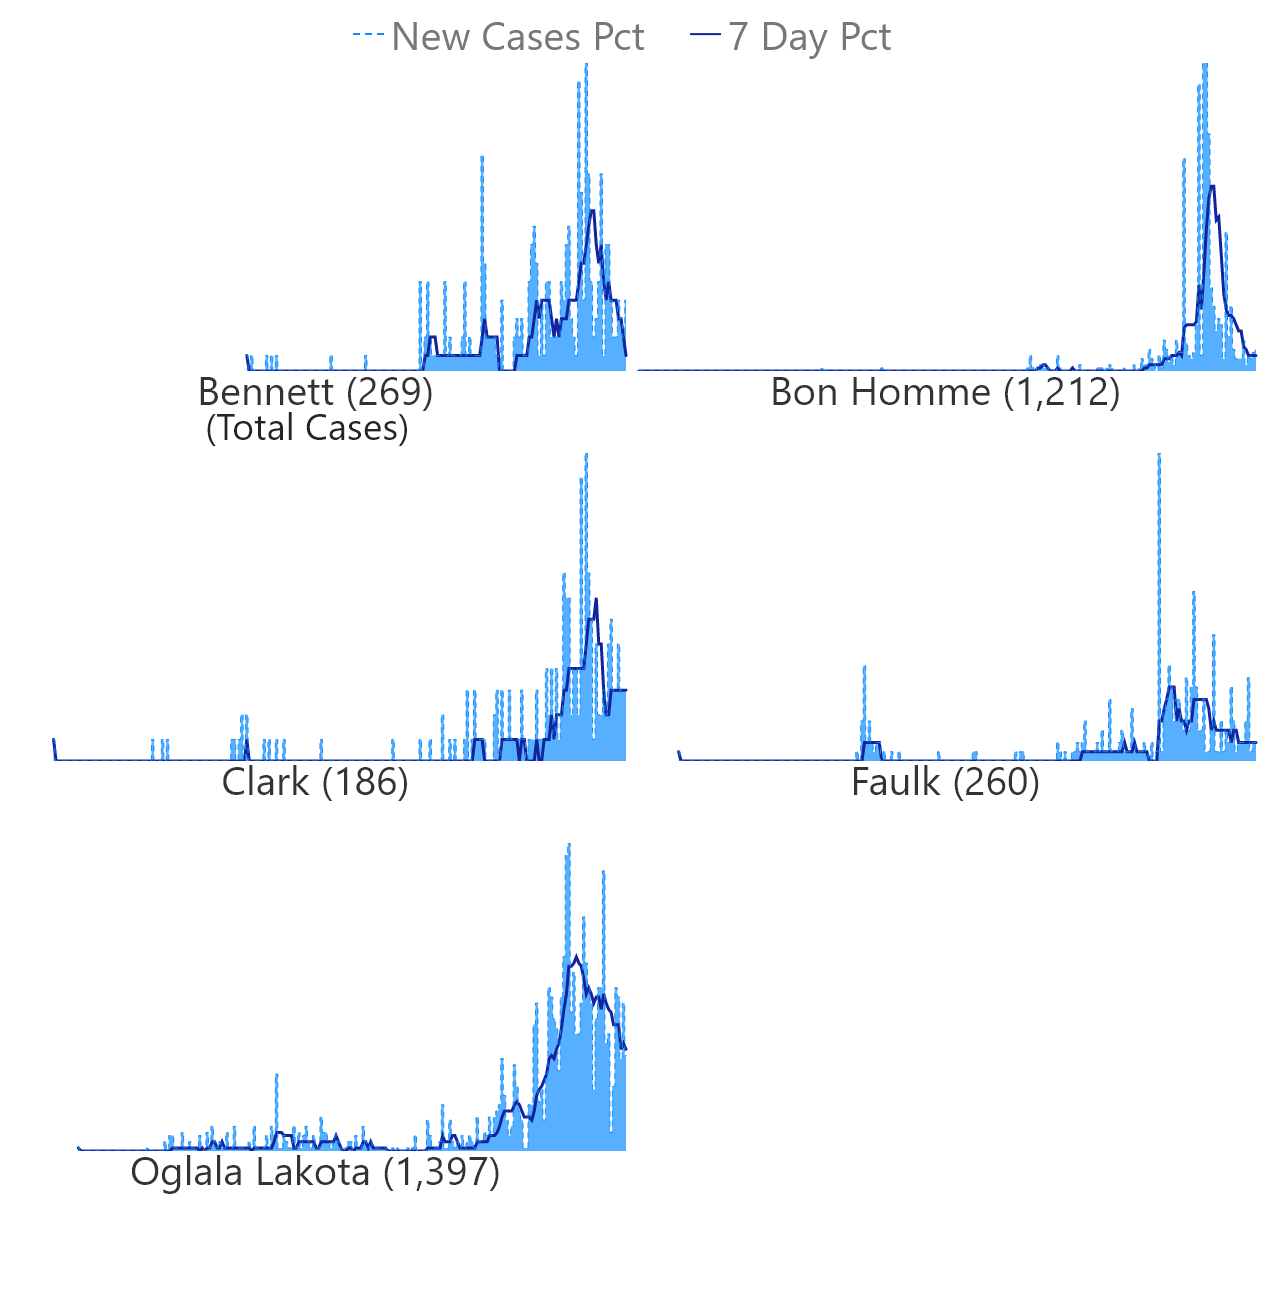 New Cases Pct 7 Day Pct
Bennett (269)
(Total Cases)
Bon Homme (1,212)
Clark (186)
Faulk (260)
Oglala Lakota (1,397)